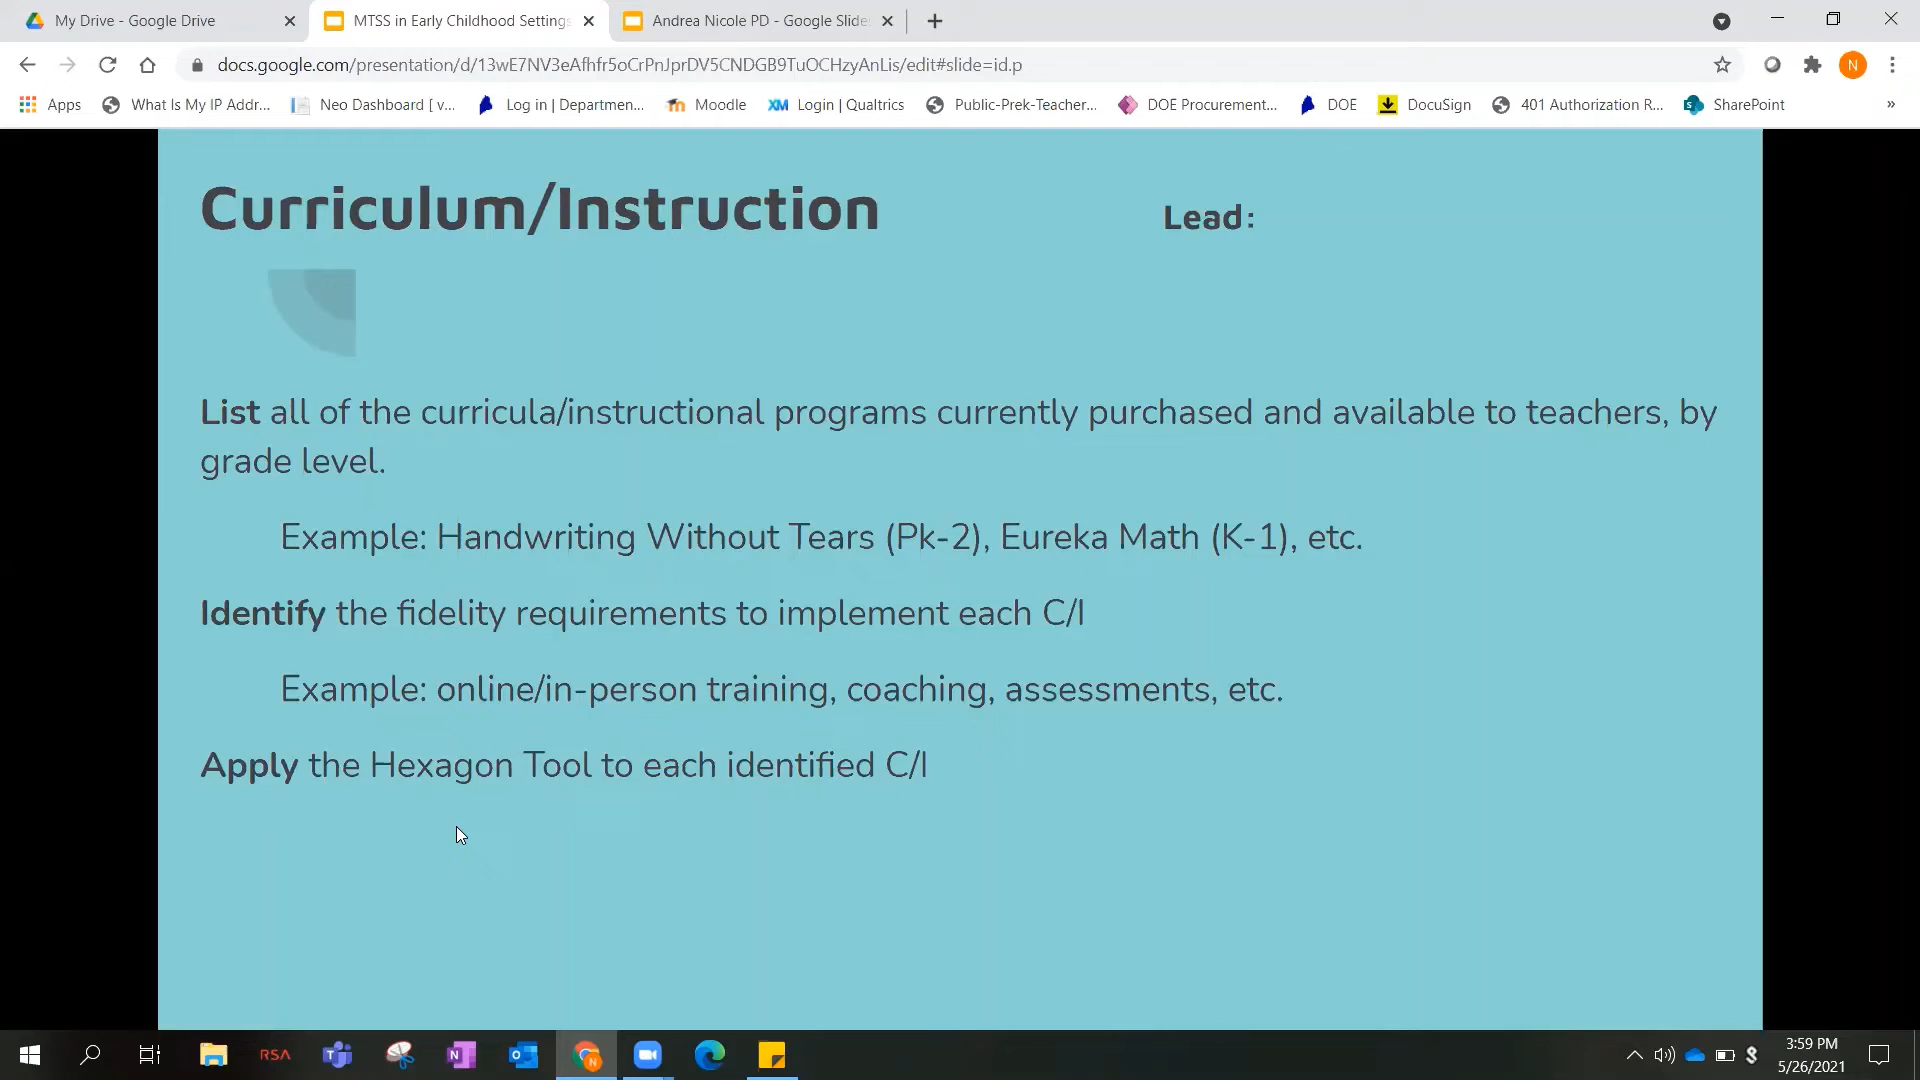 My Drive - Google Drive
MTSS in Early Childhood Settings
Andrea Nicole PD - Google Slide
docs.google.com/presentation/d/13wE7NV3eAfhfr5oCrPnJprDV5CNDGB9TuOCHzyAnLis/edit#slide=id.p
N
Apps
What Is My IP Addr...
Neo Dashboard [ v...
Log in | Departmen...
Moodle
XM Login | Qualtrics
Public-Prek-Teacher...
DOE Procurement...
DOE
DocuSign
401 Authorization R...
SharePoint
»
Curriculum/Instruction
Lead:
List all of the curricula/instructional programs currently purchased and available to teachers, by
grade level.
Example: Handwriting Without Tears (Pk-2), Eureka Math (K-1), etc.
Identify the fidelity requirements to implement each C/I
Example: online/in-person training, coaching, assessments, etc.
Apply the Hexagon Tool to each identified C/I
RSA
3:59 PM
5/26/2021